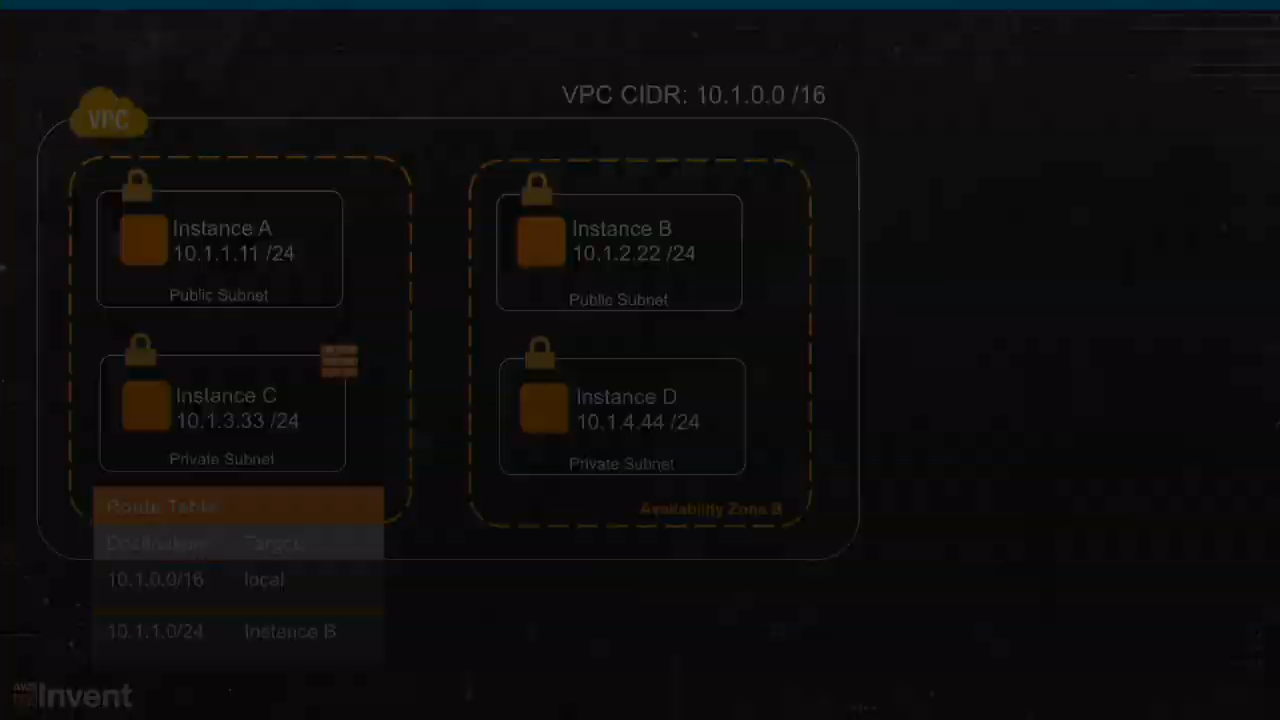 VPC CIDR: 10.1.0.0 /16
VPC
Instance A
10.1.1.11 /24
Public Subnet
Instance B
10.1.2.22 /24
Public Subnet
Instance C
10.1.3.33 /24
Private Subnet
Instance D
10.1.4.44 /24
Private Subnet
Availability Zone B
Route Table
Destination Target
10.1.0.0/16 local
10.1.1.0/24 Instance B
Invent